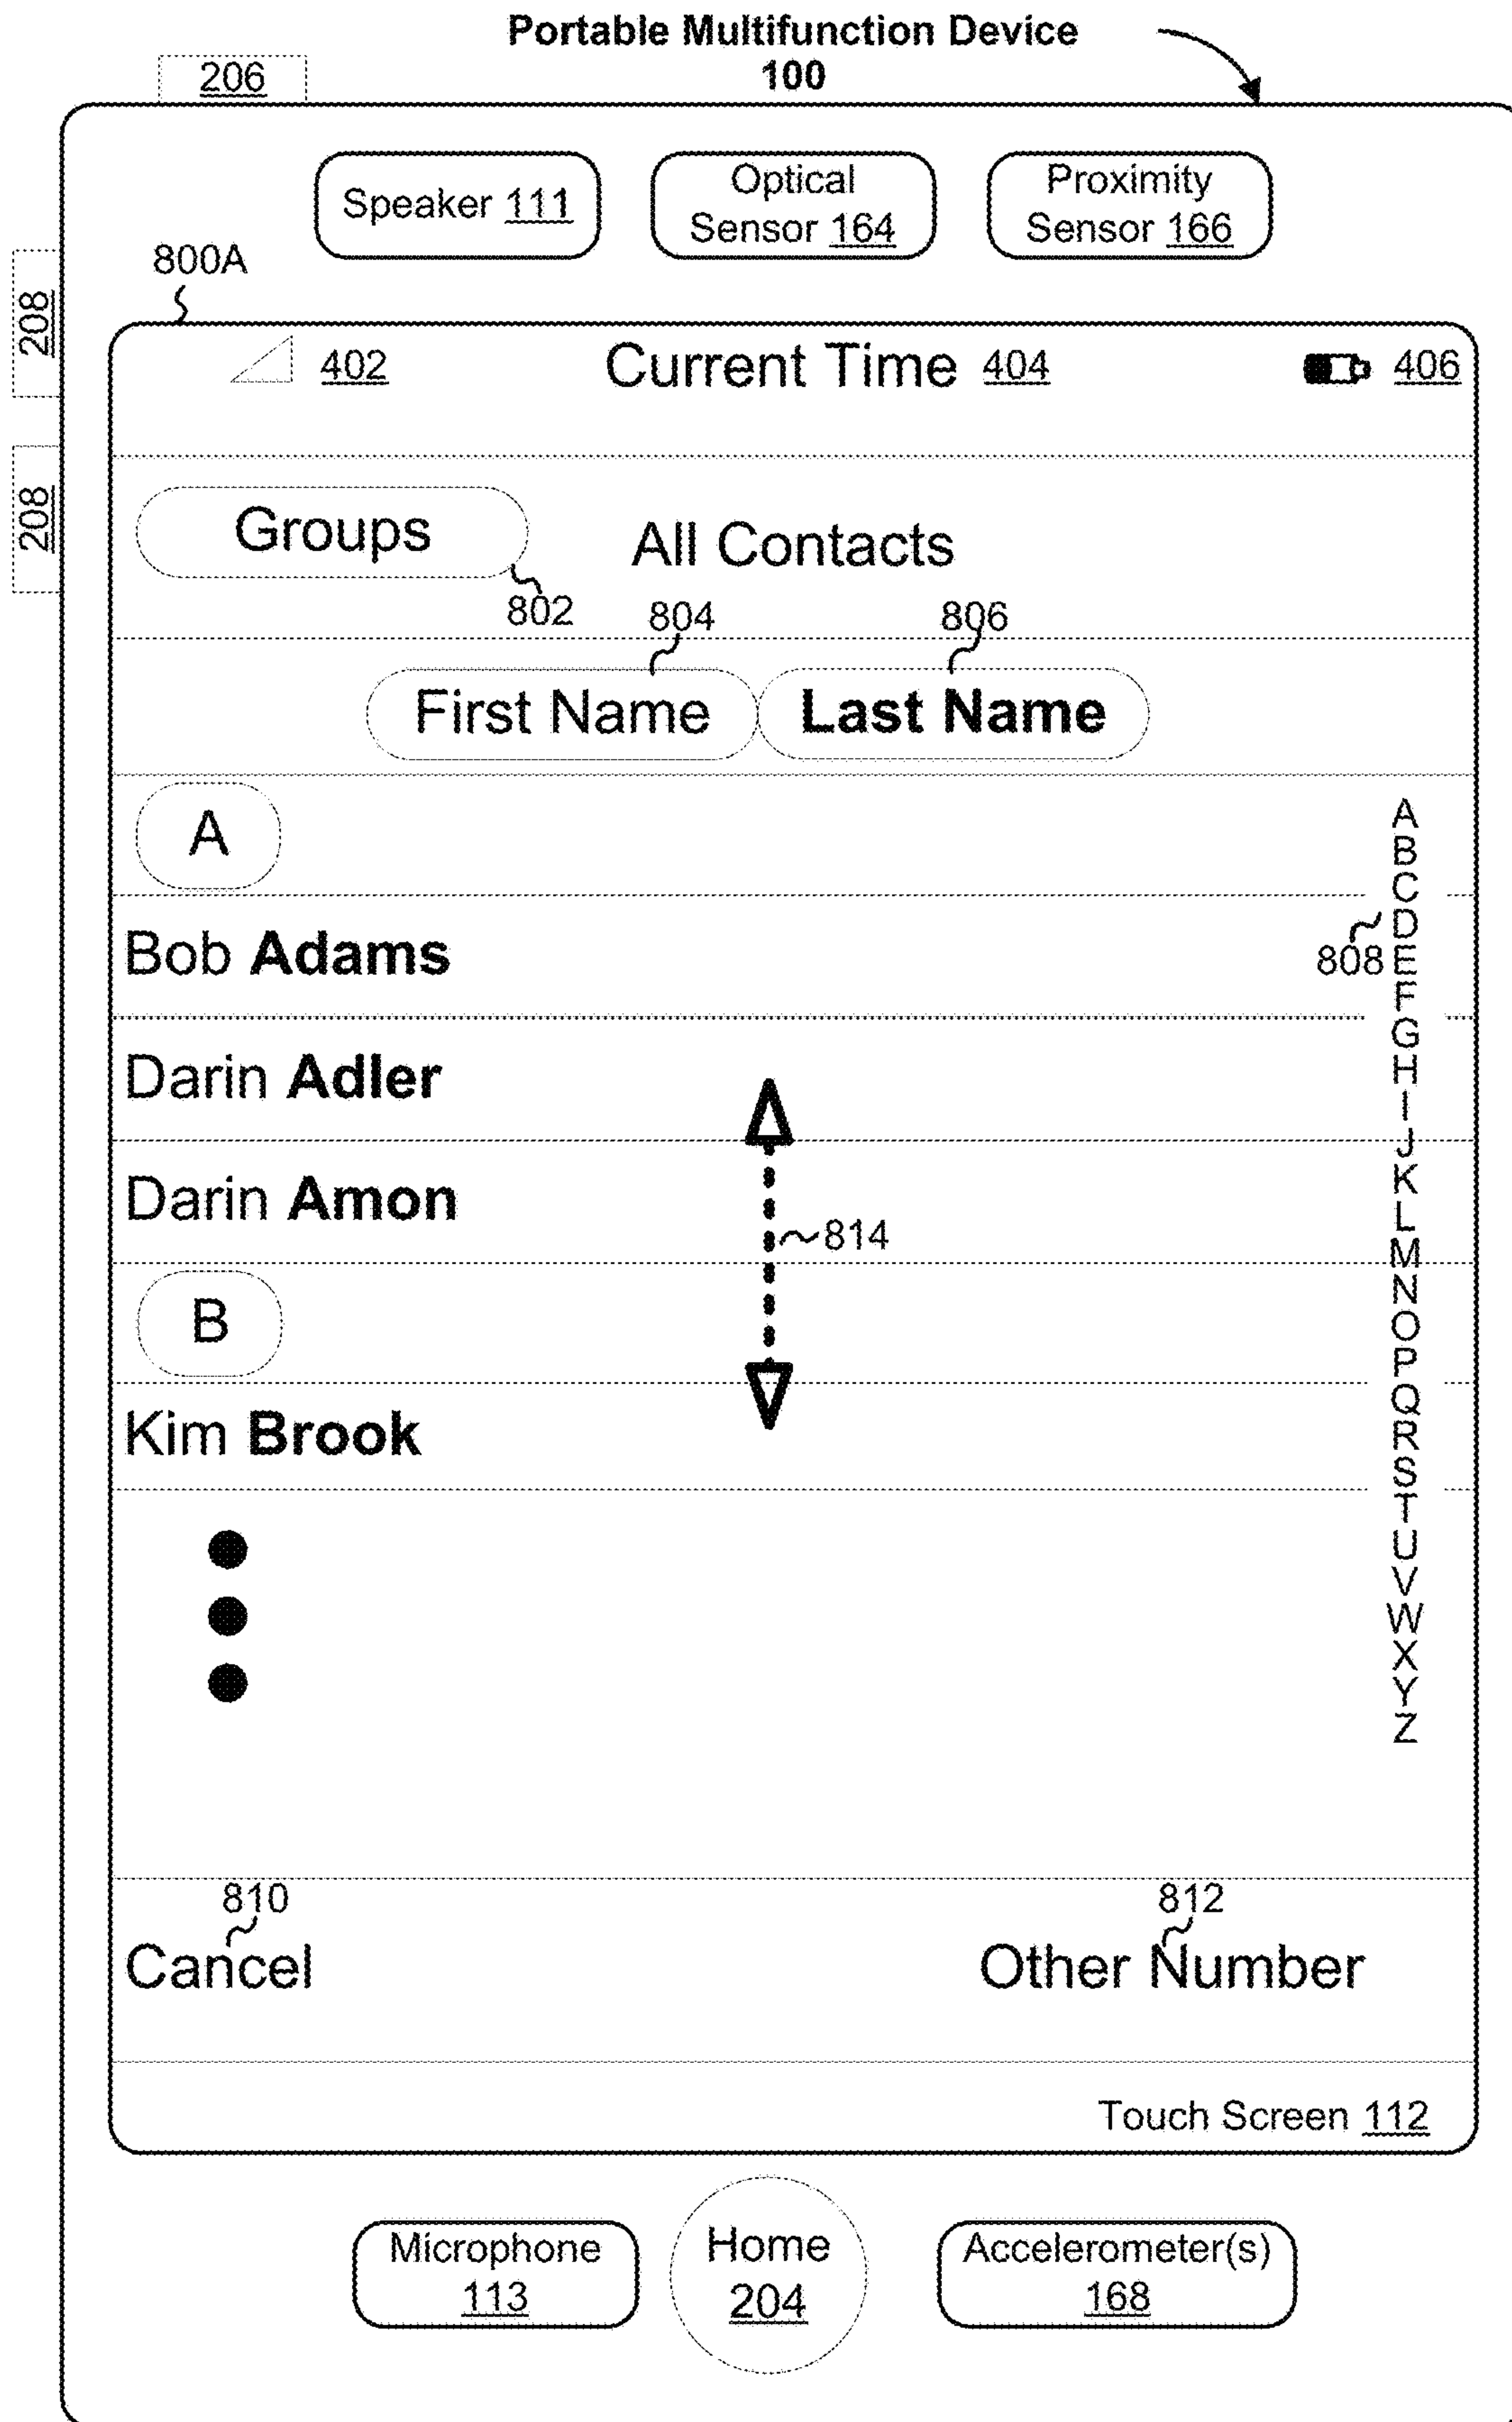 Portable Multifunction Device
100
206
Speaker 111
Optical
Sensor 164
Proximity
Sensor 166
208
800A
402
Current Time 404
406
208
Groups
All Contacts
802
804
806
First Name
Last Name
A
Bob Adams
808
Darin Adler
Darin Amon
814
B
Kim Brook
A
B
C
D
E
F
G
H
I
J
K
L
M
N
O
P
Q
R
S
T
U
V
W
X
Y
Z
810
812
Cancel
Other Number
Touch Screen 112
Microphone
113
Home
204
Accelerometer(s)
168